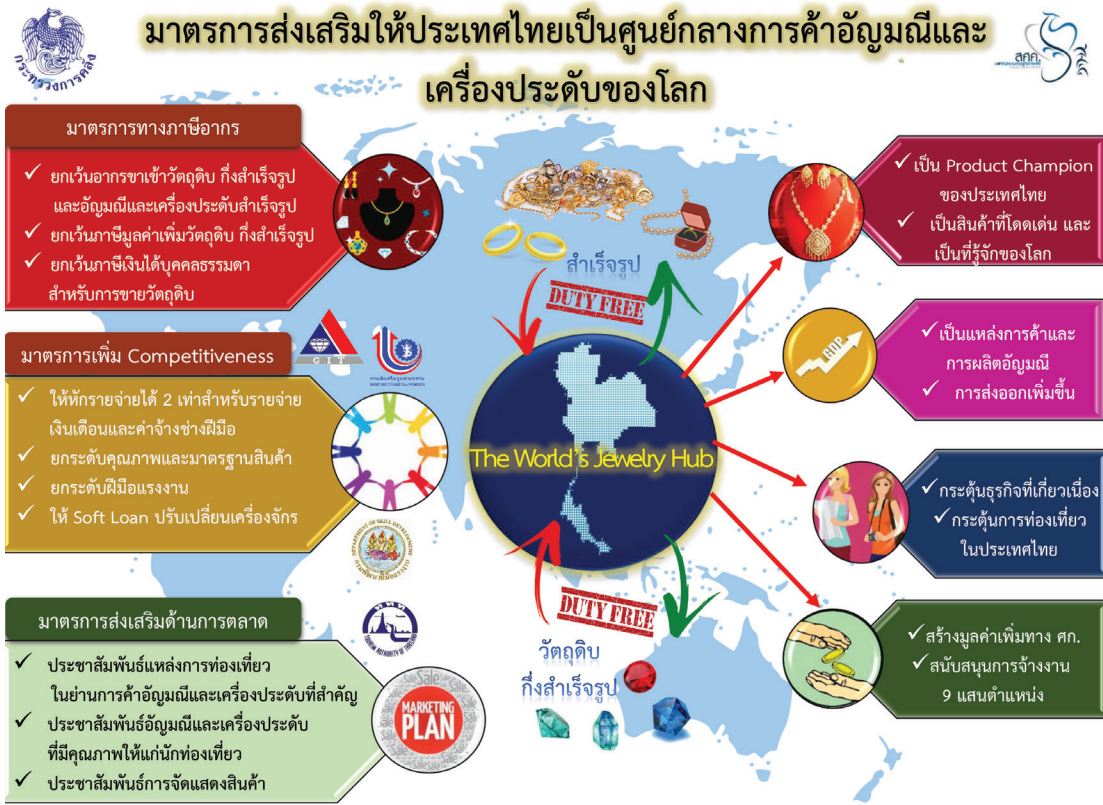 มาตรการส่งเสริมให้ประเทศไทยเป็นศูนย์กลางการค้าอัญมณีและ
เครื่องประดับของโลก
กระทรวงการคลัง
สศค.
มาตรการทางภาษีอากร
✓ ยกเว้นอากรขาเข้าวัตถุดิบ กึ่งสำเร็จรูป
และอัญมณีและเครื่องประดับสำเร็จรูป
✓ ยกเว้นภาษีมูลค่าเพิ่มวัตถุดิบ กึ่งสำเร็จรูป
✓ ยกเว้นภาษีเงินได้บุคคลธรรมดา
สำหรับการขายวัตถุดิบ
มาตรการเพิ่ม Competitiveness
GIT
✓ ให้หักรายจ่ายได้ 2 เท่าสำหรับรายจ่าย
เงินเดือนและค่าจ้างช่างฝีมือ
✓ ยกระดับคุณภาพและมาตรฐานสินค้า
✓ ยกระดับฝีมือแรงงาน
✓ ให้ Soft Loan ปรับเปลี่ยนเครื่องจักร
DEPARTMENT OF SKILL DEVELOPMENT
กรมพัฒนาฝีมือแรงงาน
มาตรการส่งเสริมด้านการตลาด
ททท
TOURISM AUTHORITY OF THAILAND
✓ ประชาสัมพันธ์แหล่งการท่องเที่ยว
ในย่านการค้าอัญมณีและเครื่องประดับที่สำคัญ
✓ ประชาสัมพันธ์อัญมณีและเครื่องประดับ
ที่มีคุณภาพให้แก่นักท่องเที่ยว
✓ ประชาสัมพันธ์การจัดแสดงสินค้า
Sale
MARKETING
PLAN
สำเร็จรูป
DUTY FREE
The World's Jewelry Hub
DUTY FREE
วัตถุดิบ
กึ่งสำเร็จรูป
✓ เป็น Product Champion
ของประเทศไทย
✓ เป็นสินค้าที่โดดเด่น และ
เป็นที่รู้จักของโลก
GDP
✓ เป็นแหล่งการค้าและ
การผลิตอัญมณี
✓ การส่งออกเพิ่มขึ้น
✓ กระตุ้นธุรกิจที่เกี่ยวเนื่อง
✓ กระตุ้นการท่องเที่ยว
ในประเทศไทย
✓ สร้างมูลค่าเพิ่มทาง ศก.
✓ สนับสนุนการจ้างงาน
9 แสนตำแหน่ง